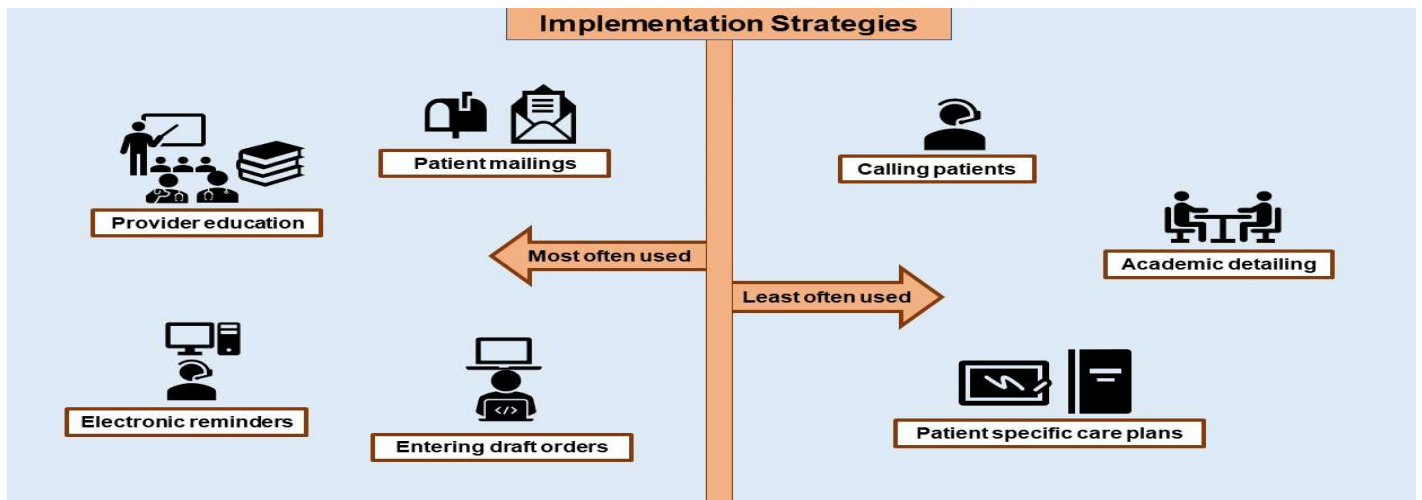 Implementation Strategies
Patient mailings
Provider education
Most often used
Electronic reminders
Entering draft orders
</>
Calling patients
Academic detailing
Least often used
Patient specific care plans